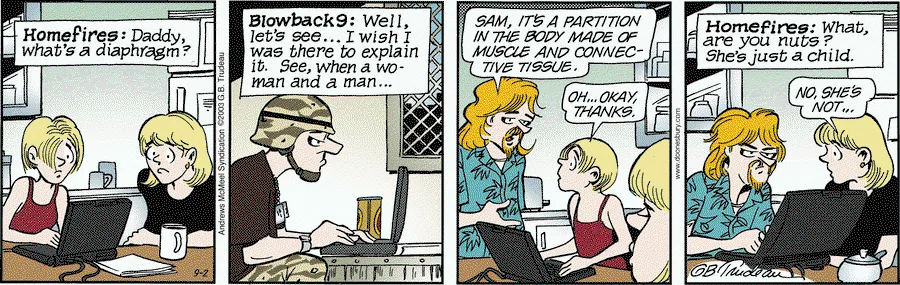 Homefires: Daddy,
what's a diaphragm?
9-2
Andrews McMeel Syndication ©2003 G.B. Trudeau
Blowback9: Well,
let's see... I wish I
was there to explain
it. See, when a wo-
man and a man...
SAM, IT'S A PARTITION
IN THE BODY MADE OF
MUSCLE AND CONNEC-
TIVE TISSUE.
OH...OKAY,
THANKS.
www.doonesbury.com
Homefires: What,
are you nuts?
She's just a child.
NO, SHE'S
NOT...
GB Trudeau